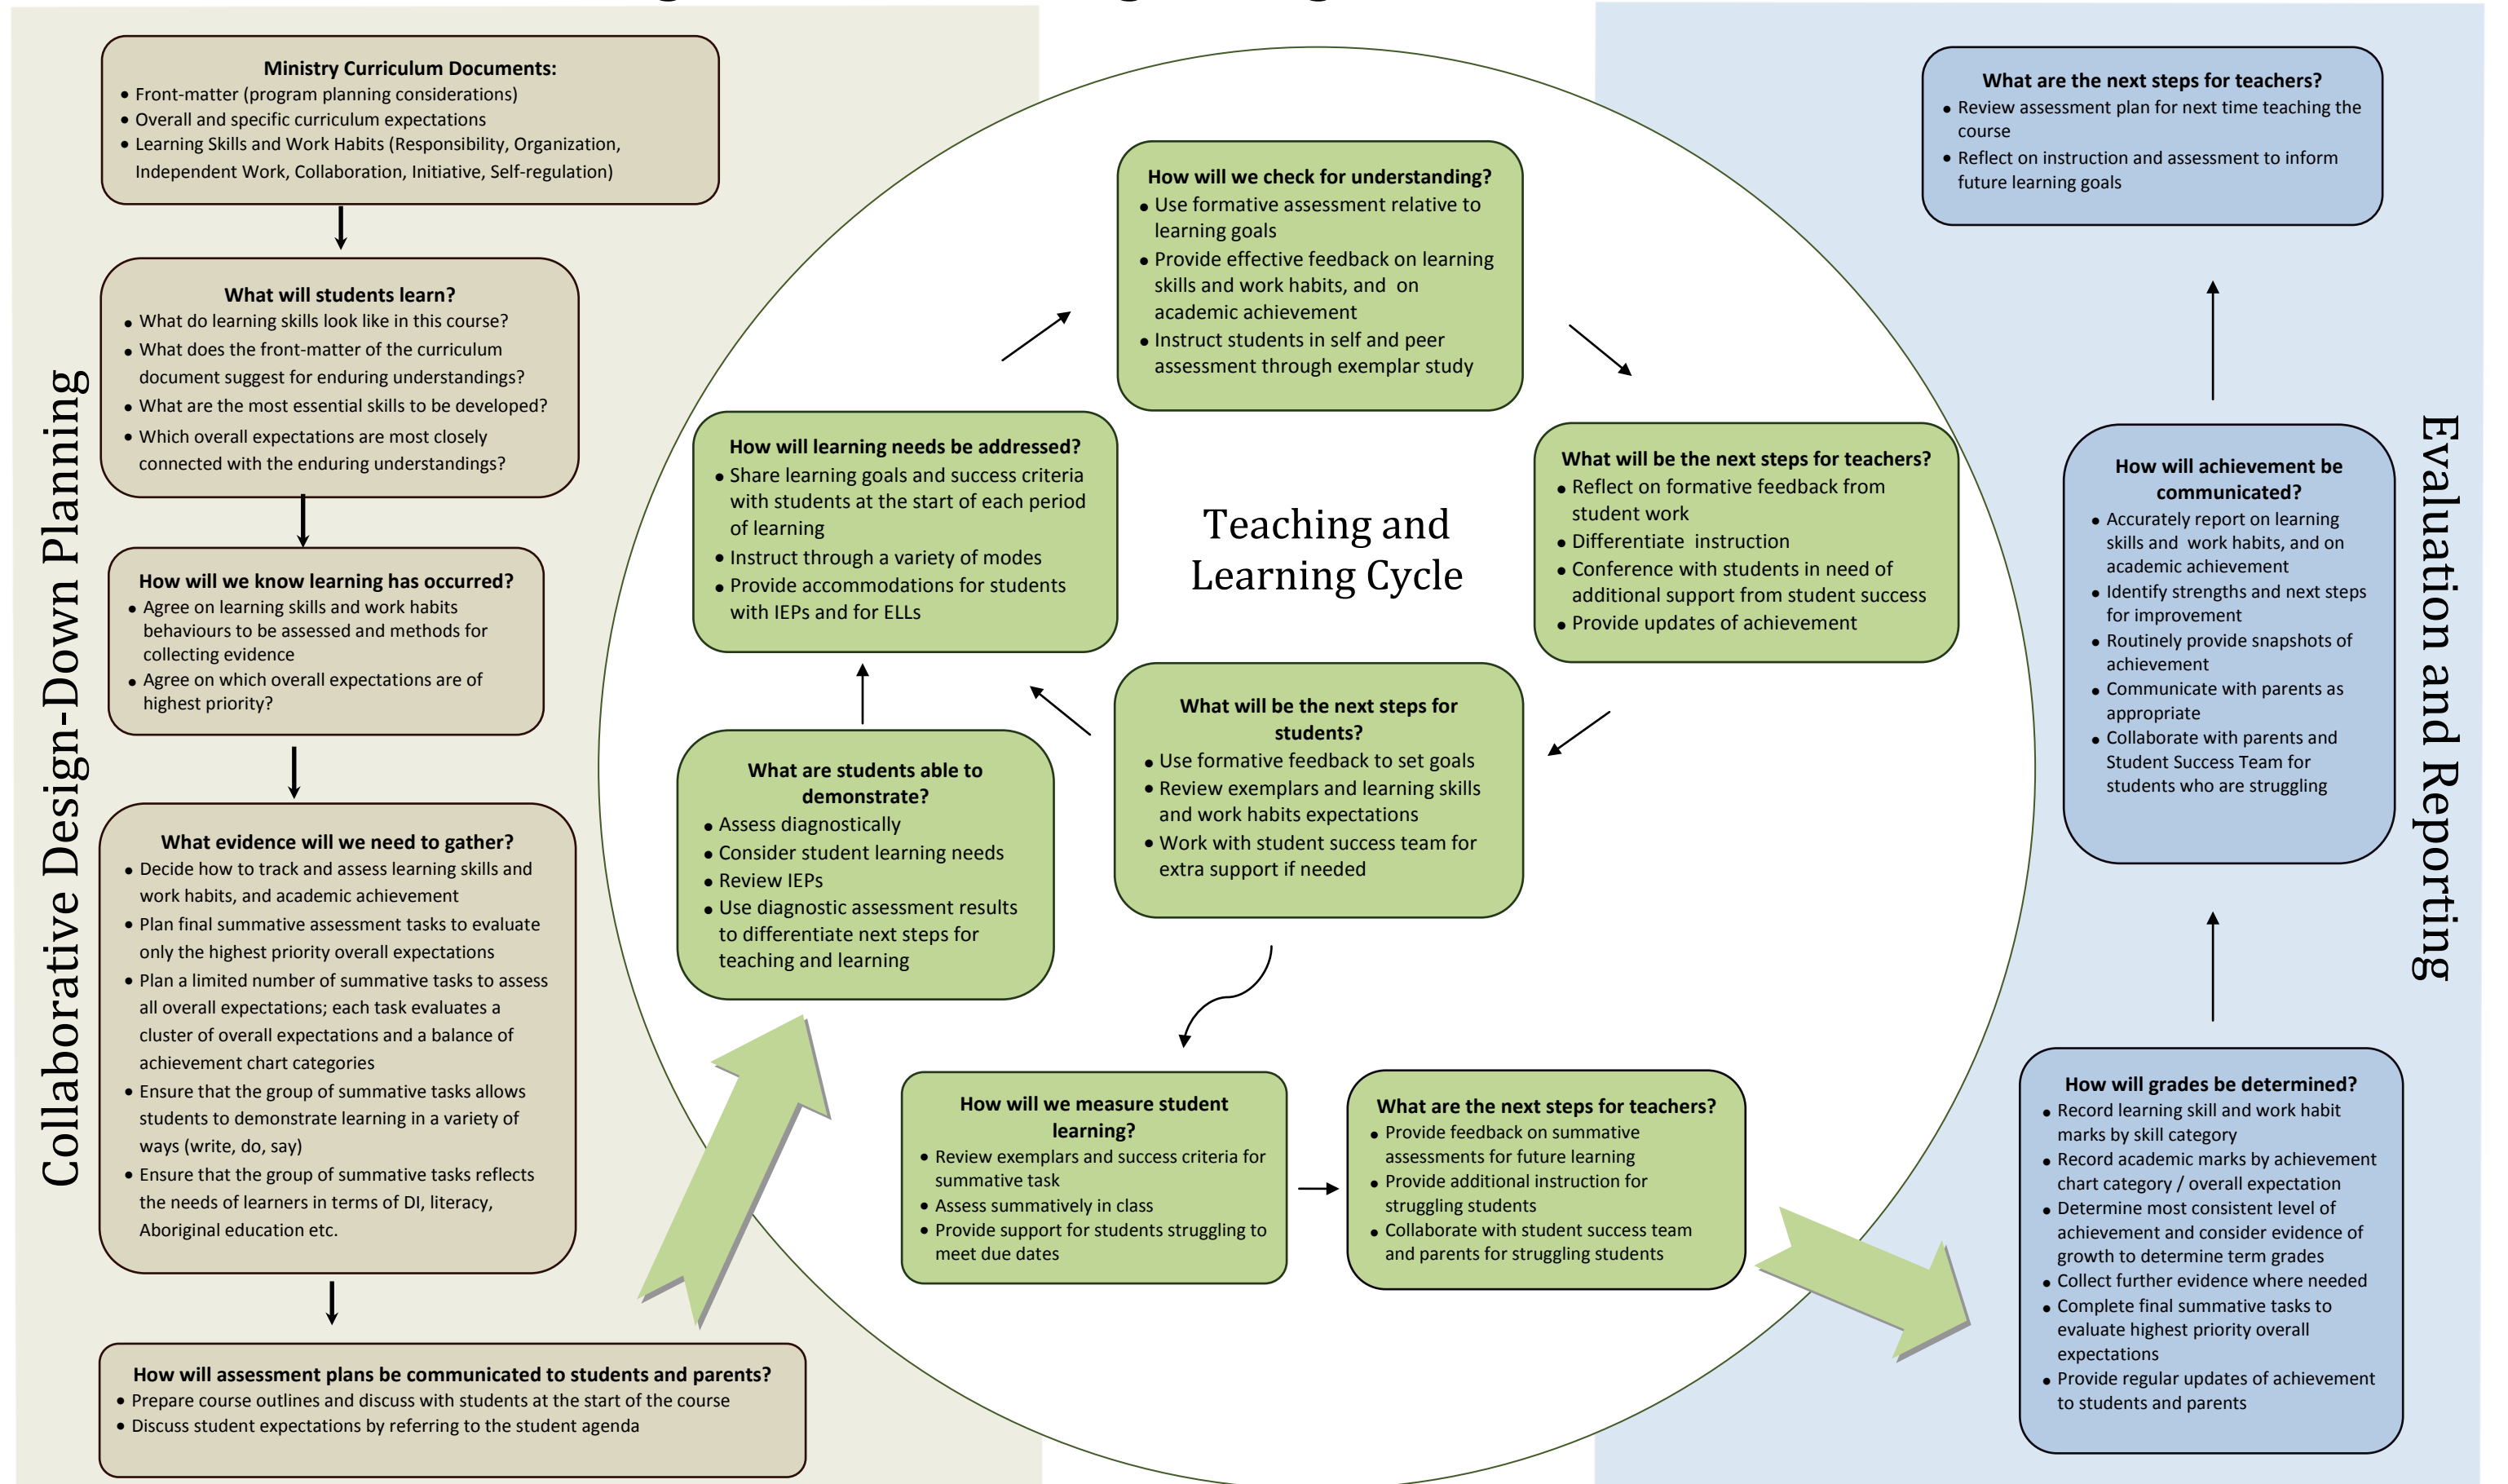 Collaborative Design-Down Planning
Ministry Curriculum Documents:
• Front-matter (program planning considerations)
• Overall and specific curriculum expectations
• Learning Skills and Work Habits (Responsibility, Organization,
Independent Work, Collaboration, Initiative, Self-regulation)
What will students learn?
• What do learning skills look like in this course?
• What does the front-matter of the curriculum
document suggest for enduring understandings?
• What are the most essential skills to be developed?
• Which overall expectations are most closely
connected with the enduring understandings?
How will we know learning has occurred?
• Agree on learning skills and work habits
behaviours to be assessed and methods for
collecting evidence
• Agree on which overall expectations are of
highest priority?
What evidence will we need to gather?
• Decide how to track and assess learning skills and
work habits, and academic achievement
• Plan final summative assessment tasks to evaluate
only the highest priority overall expectations
• Plan a limited number of summative tasks to assess
all overall expectations; each task evaluates a
cluster of overall expectations and a balance of
achievement chart categories
• Ensure that the group of summative tasks allows
students to demonstrate learning in a variety of
ways (write, do, say)
• Ensure that the group of summative tasks reflects
the needs of learners in terms of DI, literacy,
Aboriginal education etc.
How will assessment plans be communicated to students and parents?
• Prepare course outlines and discuss with students at the start of the course
• Discuss student expectations by referring to the student agenda
Teaching and
Learning Cycle
What are students able to
demonstrate?
• Assess diagnostically
• Consider student learning needs
• Review IEPs
• Use diagnostic assessment results
to differentiate next steps for
teaching and learning
How will learning needs be addressed?
• Share learning goals and success criteria
with students at the start of each period
of learning
• Instruct through a variety of modes
• Provide accommodations for students
with IEPs and for ELLs
How will we check for understanding?
• Use formative assessment relative to
learning goals
• Provide effective feedback on learning
skills and work habits, and on
academic achievement
• Instruct students in self and peer
assessment through exemplar study
What will be the next steps for teachers?
• Reflect on formative feedback from
student work
• Differentiate instruction
• Conference with students in need of
additional support from student success
• Provide updates of achievement
What will be the next steps for
students?
• Use formative feedback to set goals
• Review exemplars and learning skills
and work habits expectations
• Work with student success team for
extra support if needed
How will we measure student
learning?
• Review exemplars and success criteria for
summative task
• Assess summatively in class
• Provide support for students struggling to
meet due dates
What are the next steps for teachers?
• Provide feedback on summative
assessments for future learning
• Provide additional instruction for
struggling students
• Collaborate with student success team
and parents for struggling students
Evaluation and Reporting
How will grades be determined?
• Record learning skill and work habit
marks by skill category
• Record academic marks by achievement
chart category / overall expectation
• Determine most consistent level of
achievement and consider evidence of
growth to determine term grades
• Collect further evidence where needed
• Complete final summative tasks to
evaluate highest priority overall
expectations
• Provide regular updates of achievement
to students and parents
How will achievement be
communicated?
• Accurately report on learning
skills and work habits, and on
academic achievement
• Identify strengths and next steps
for improvement
• Routinely provide snapshots of
achievement
• Communicate with parents as
appropriate
• Collaborate with parents and
Student Success Team for
students who are struggling
What are the next steps for teachers?
• Review assessment plan for next time teaching the
course
• Reflect on instruction and assessment to inform
future learning goals